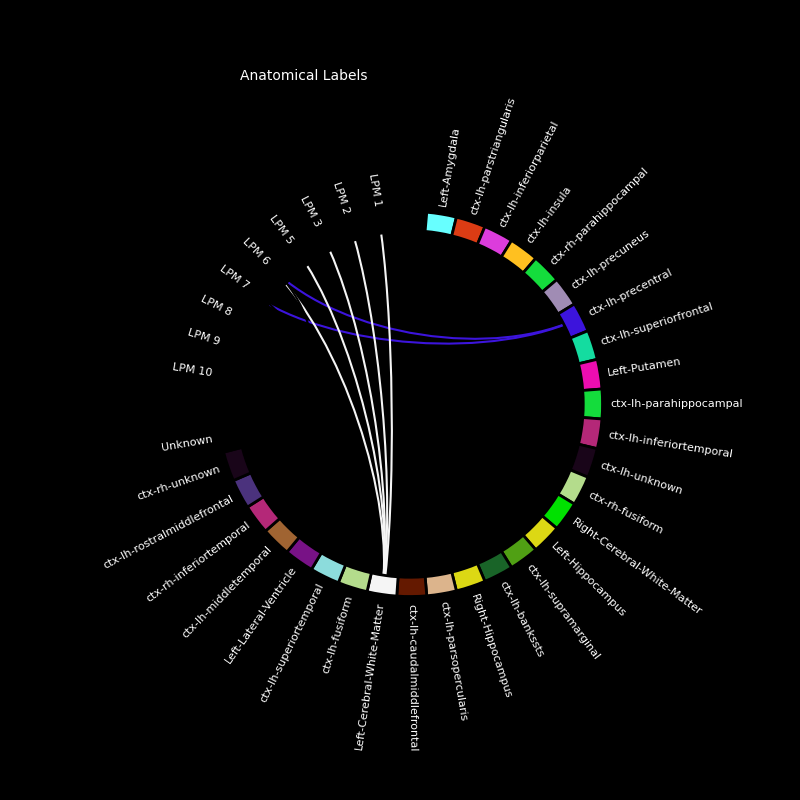 Anatomical Labels
LPM 1
LPM 2
LPM 3
LPM 5
LPM 6
LPM 7
LPM 8
LPM 9
LPM 10
Unknown
ctx-rh-unknown
ctx-lh-rostralmiddlefrontal
ctx-rh-inferiortemporal
ctx-lh-middletemporal
Left-Lateral-Ventricle
ctx-lh-superiortemporal
ctx-lh-fusiform
Left-Cerebral-White-Matter
ctx-lh-caudalmiddlefrontal
ctx-lh-parsopercularis
Right-Hippocampus
ctx-lh-bankssts
ctx-lh-supramarginal
Left-Hippocampus
Right-Cerebral-White-Matter
ctx-rh-fusiform
ctx-lh-unknown
ctx-lh-inferiortemporal
ctx-lh-parahippocampal
Left-Putamen
ctx-lh-superiorfrontal
ctx-lh-precentral
ctx-lh-precuneus
ctx-rh-parahippocampal
ctx-lh-insula
ctx-lh-inferiorparietal
ctx-lh-parstriangularis
Left-Amygdala